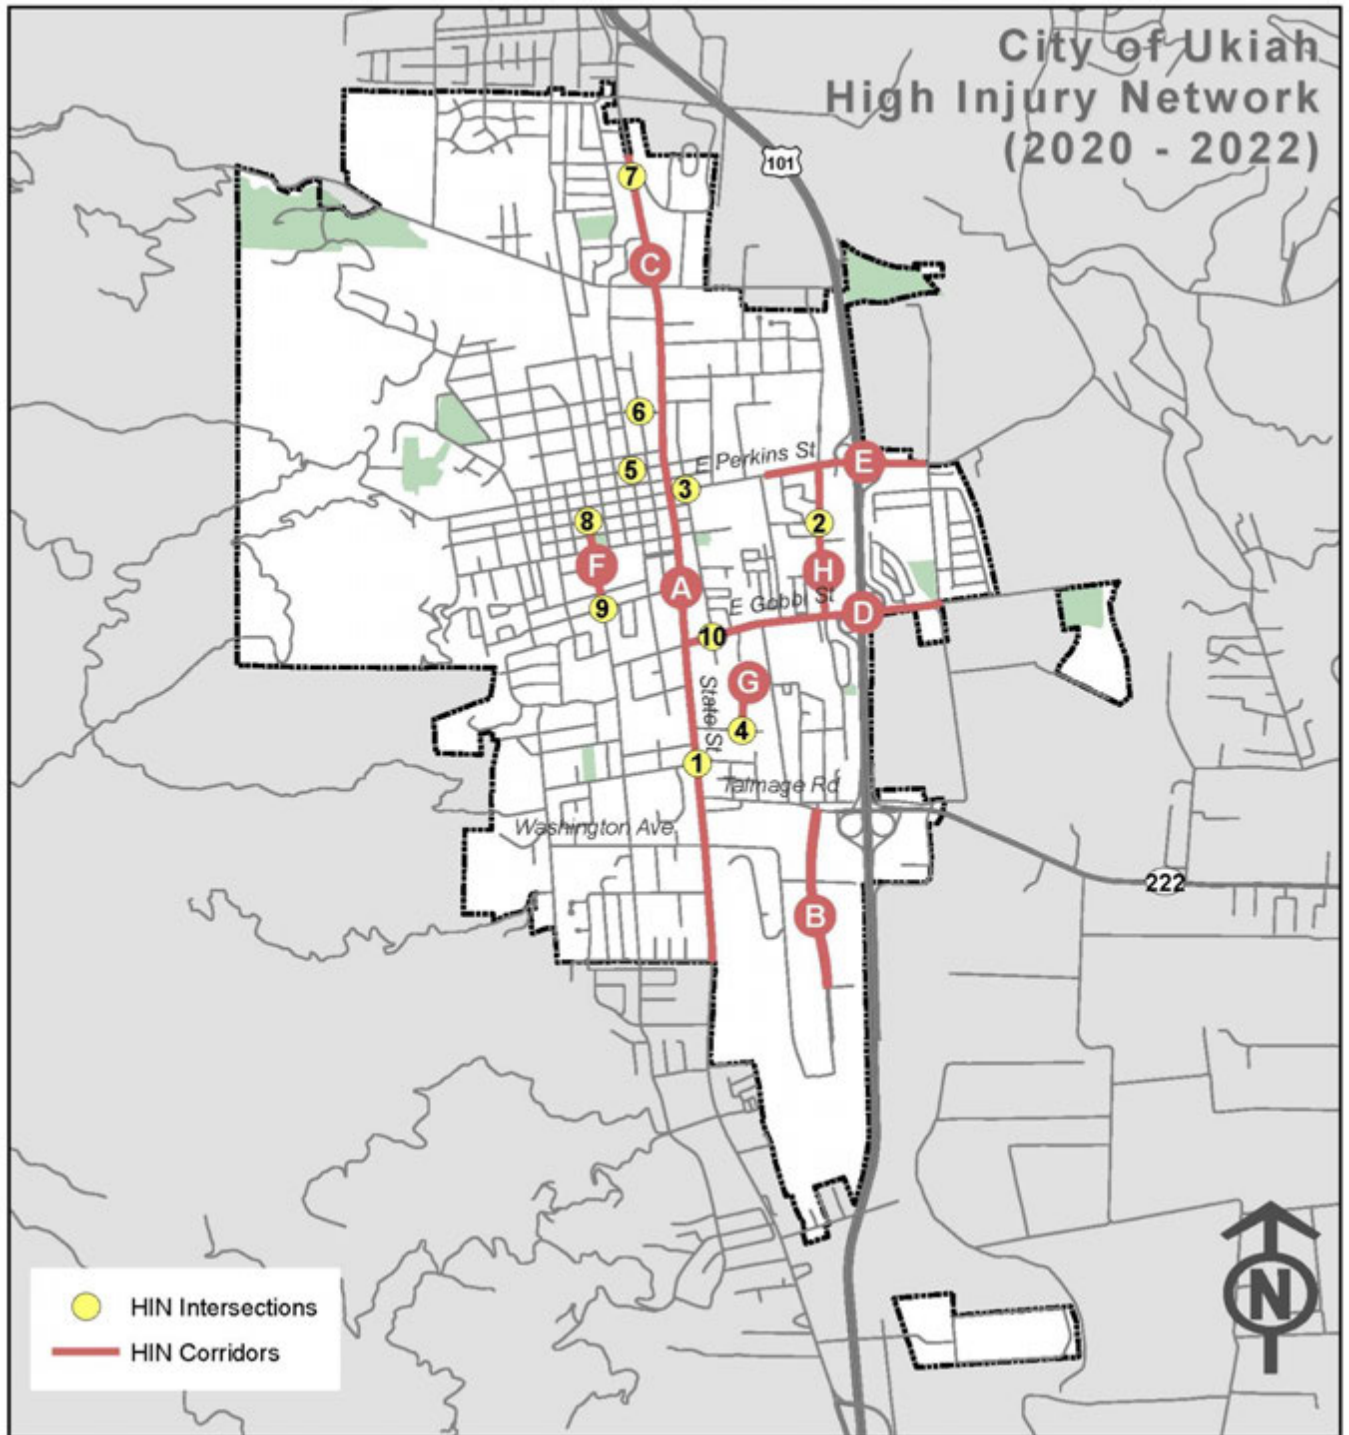 City of Ukiah
High Injury Network
(2020 - 2022)
101
7
C
6
E Perkins St
E
5
3
8
2
F
A
H
E Gobbi St
9
D
10
G
State St
4
1
Talmage Rd
Washington Ave
222
B
N
HIN Intersections
HIN Corridors